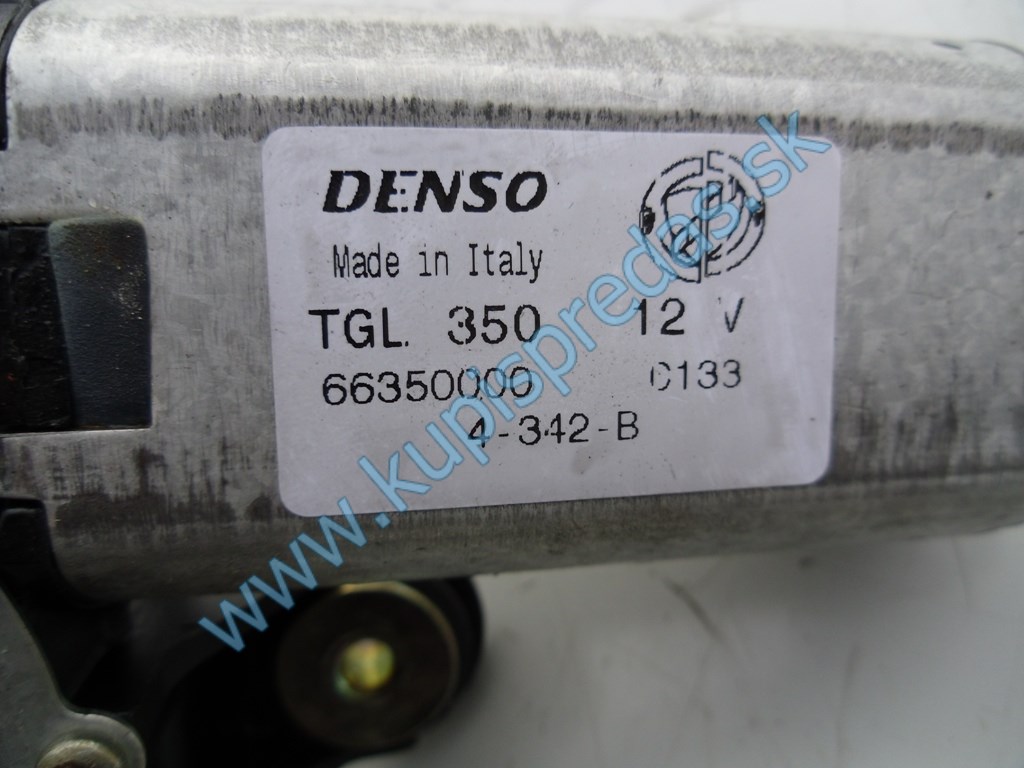 DENSO
Made in Italy
TGL. 350 12 V
66350000 C133
4-342-B
www.kupispredas.sk